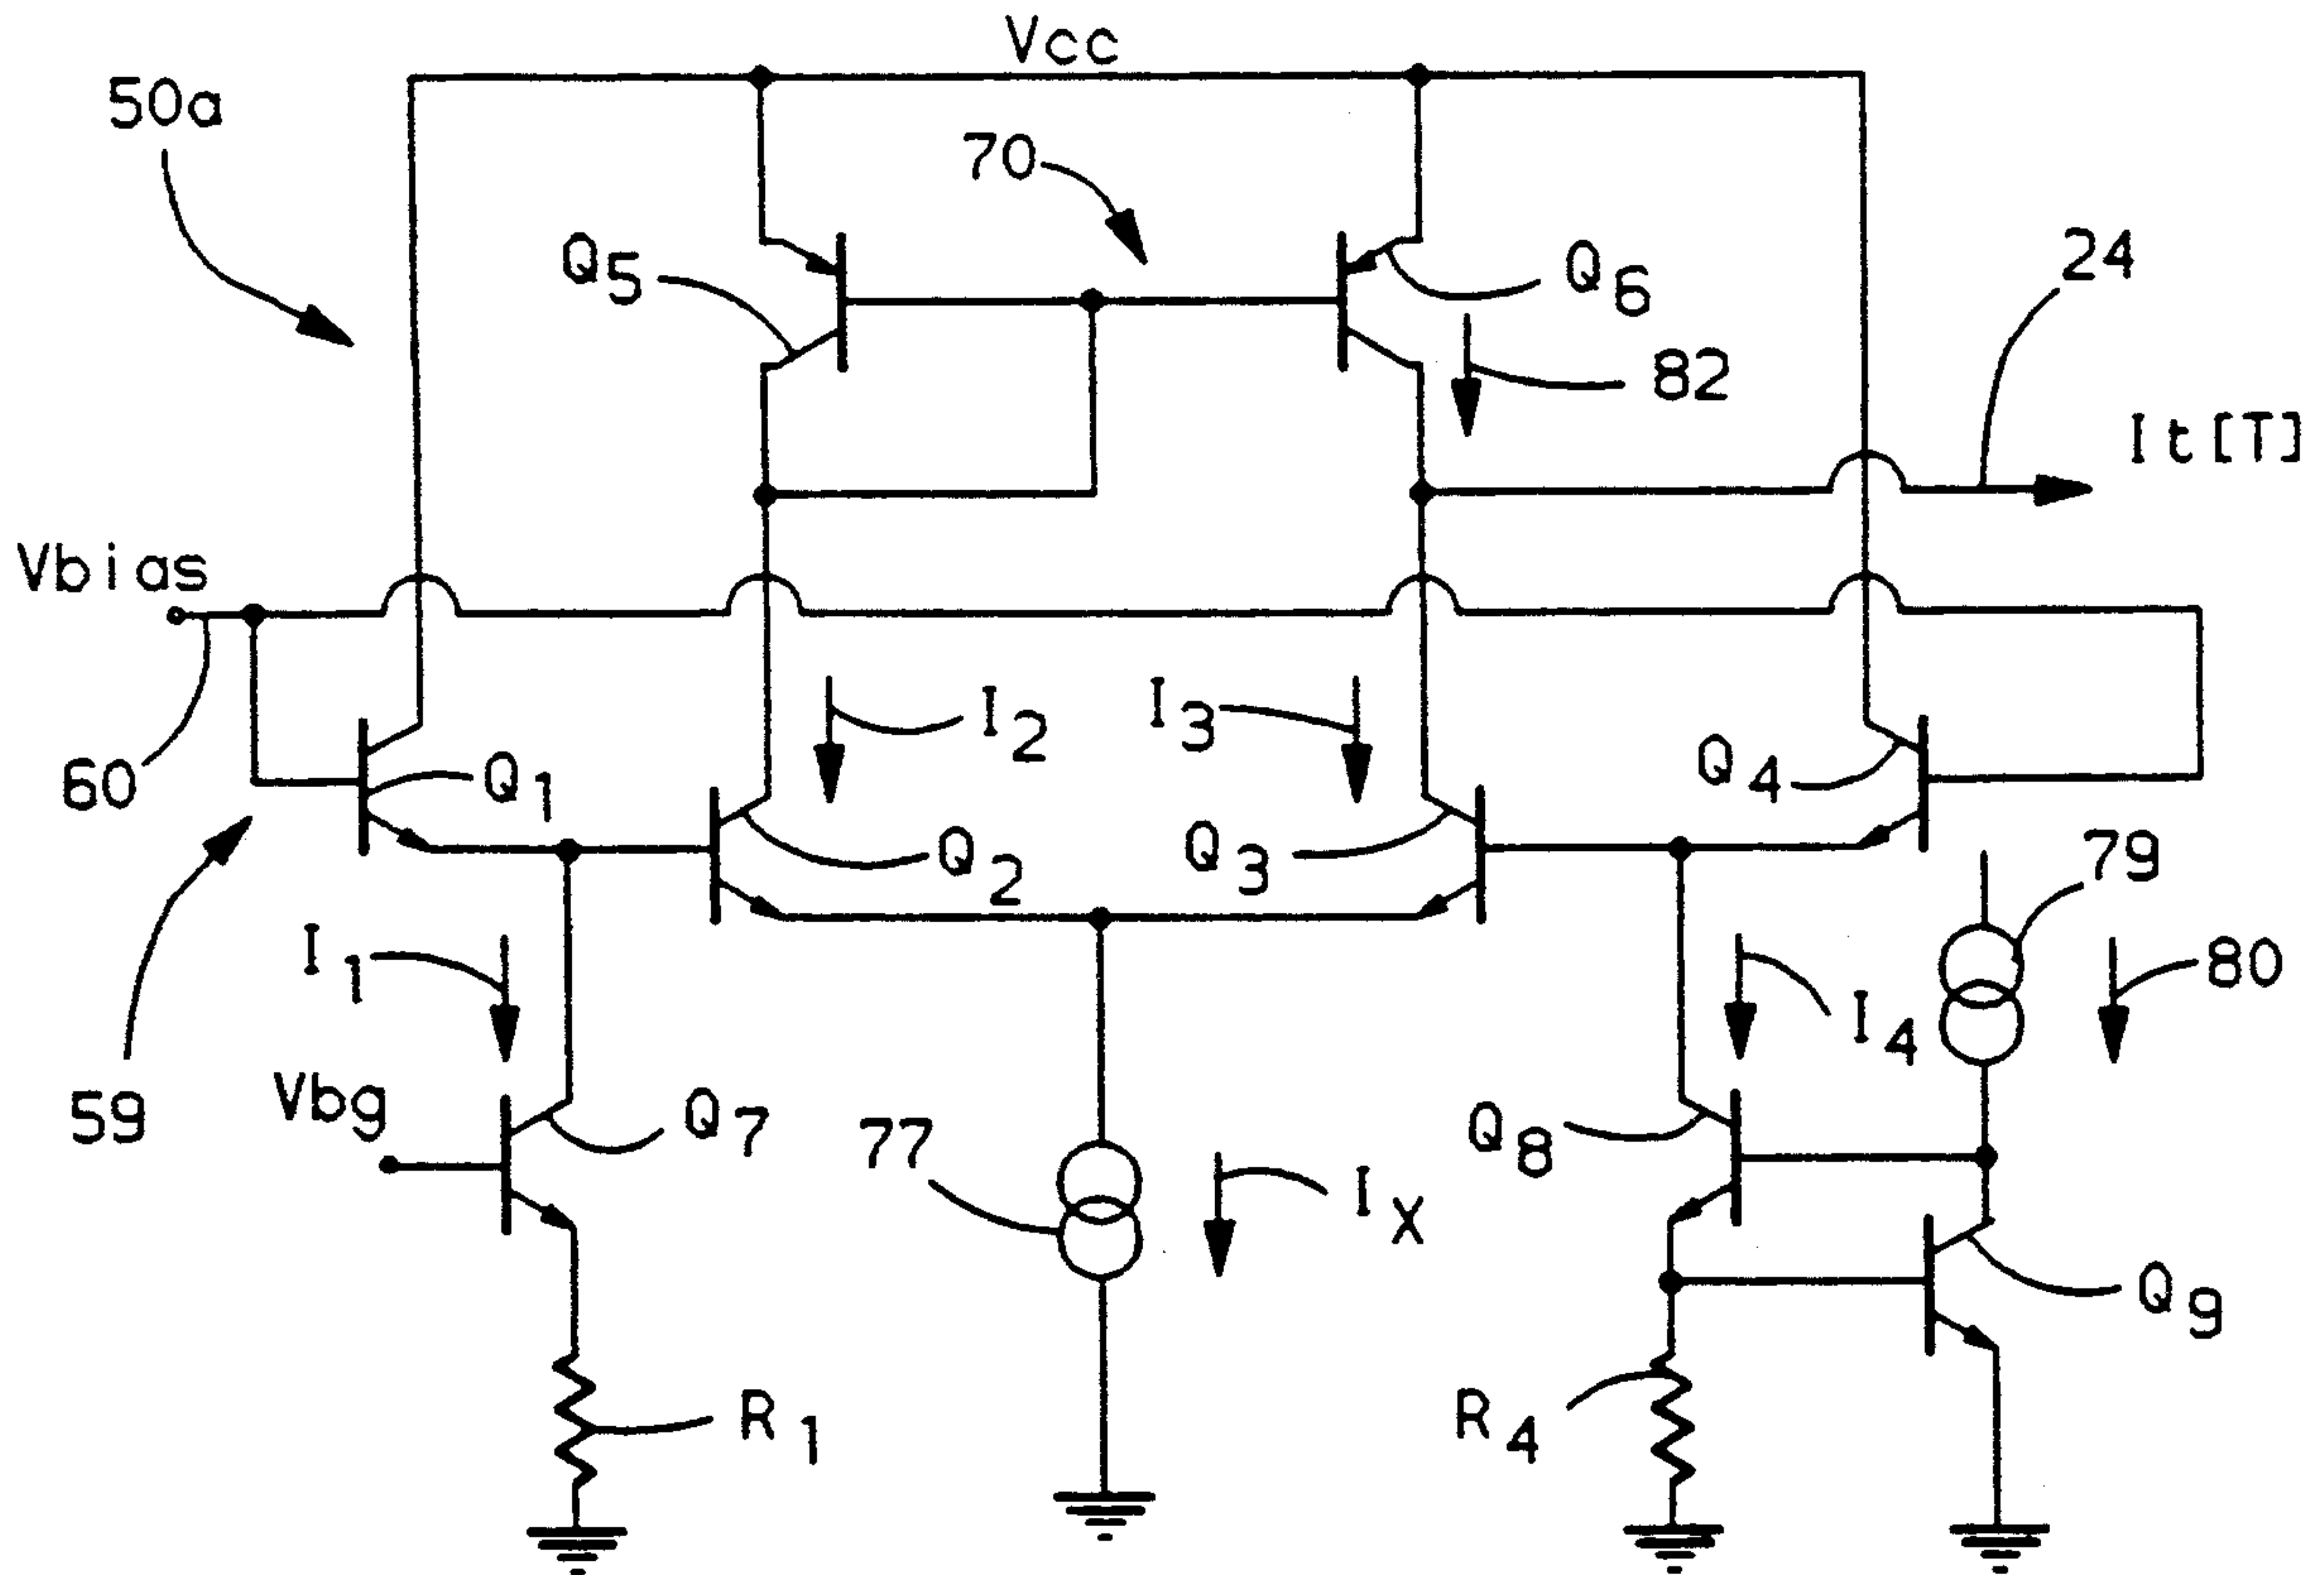 Vcc
50a
70
Q5
Q6
24
82
It[T]
Vbias
60
Q1
I2
I3
Q4
Q2
Q3
79
I1
80
I4
59
Vbg
Q7
77
Q8
IX
Q9
R1
R4